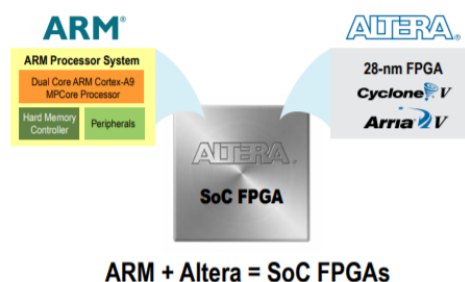 ARM®
ARM Processor System
Dual Core ARM Cortex-A9
MPCore Processor
Hard Memory
Controller
Peripherals
ALTERA®
28-nm FPGA
Cyclone V
Arria V
ALTERA®
SoC FPGA
ARM + Altera = SoC FPGAs